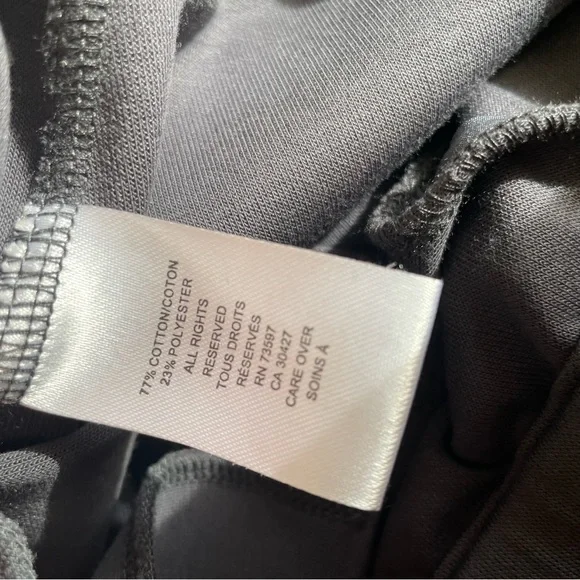 77% COTTON/COTON
23% POLYESTER
ALL RIGHTS
RESERVED
TOUS DROITS
RÉSERVÉS
RN 73597
CA 30427
CARE OVER
SOINS À